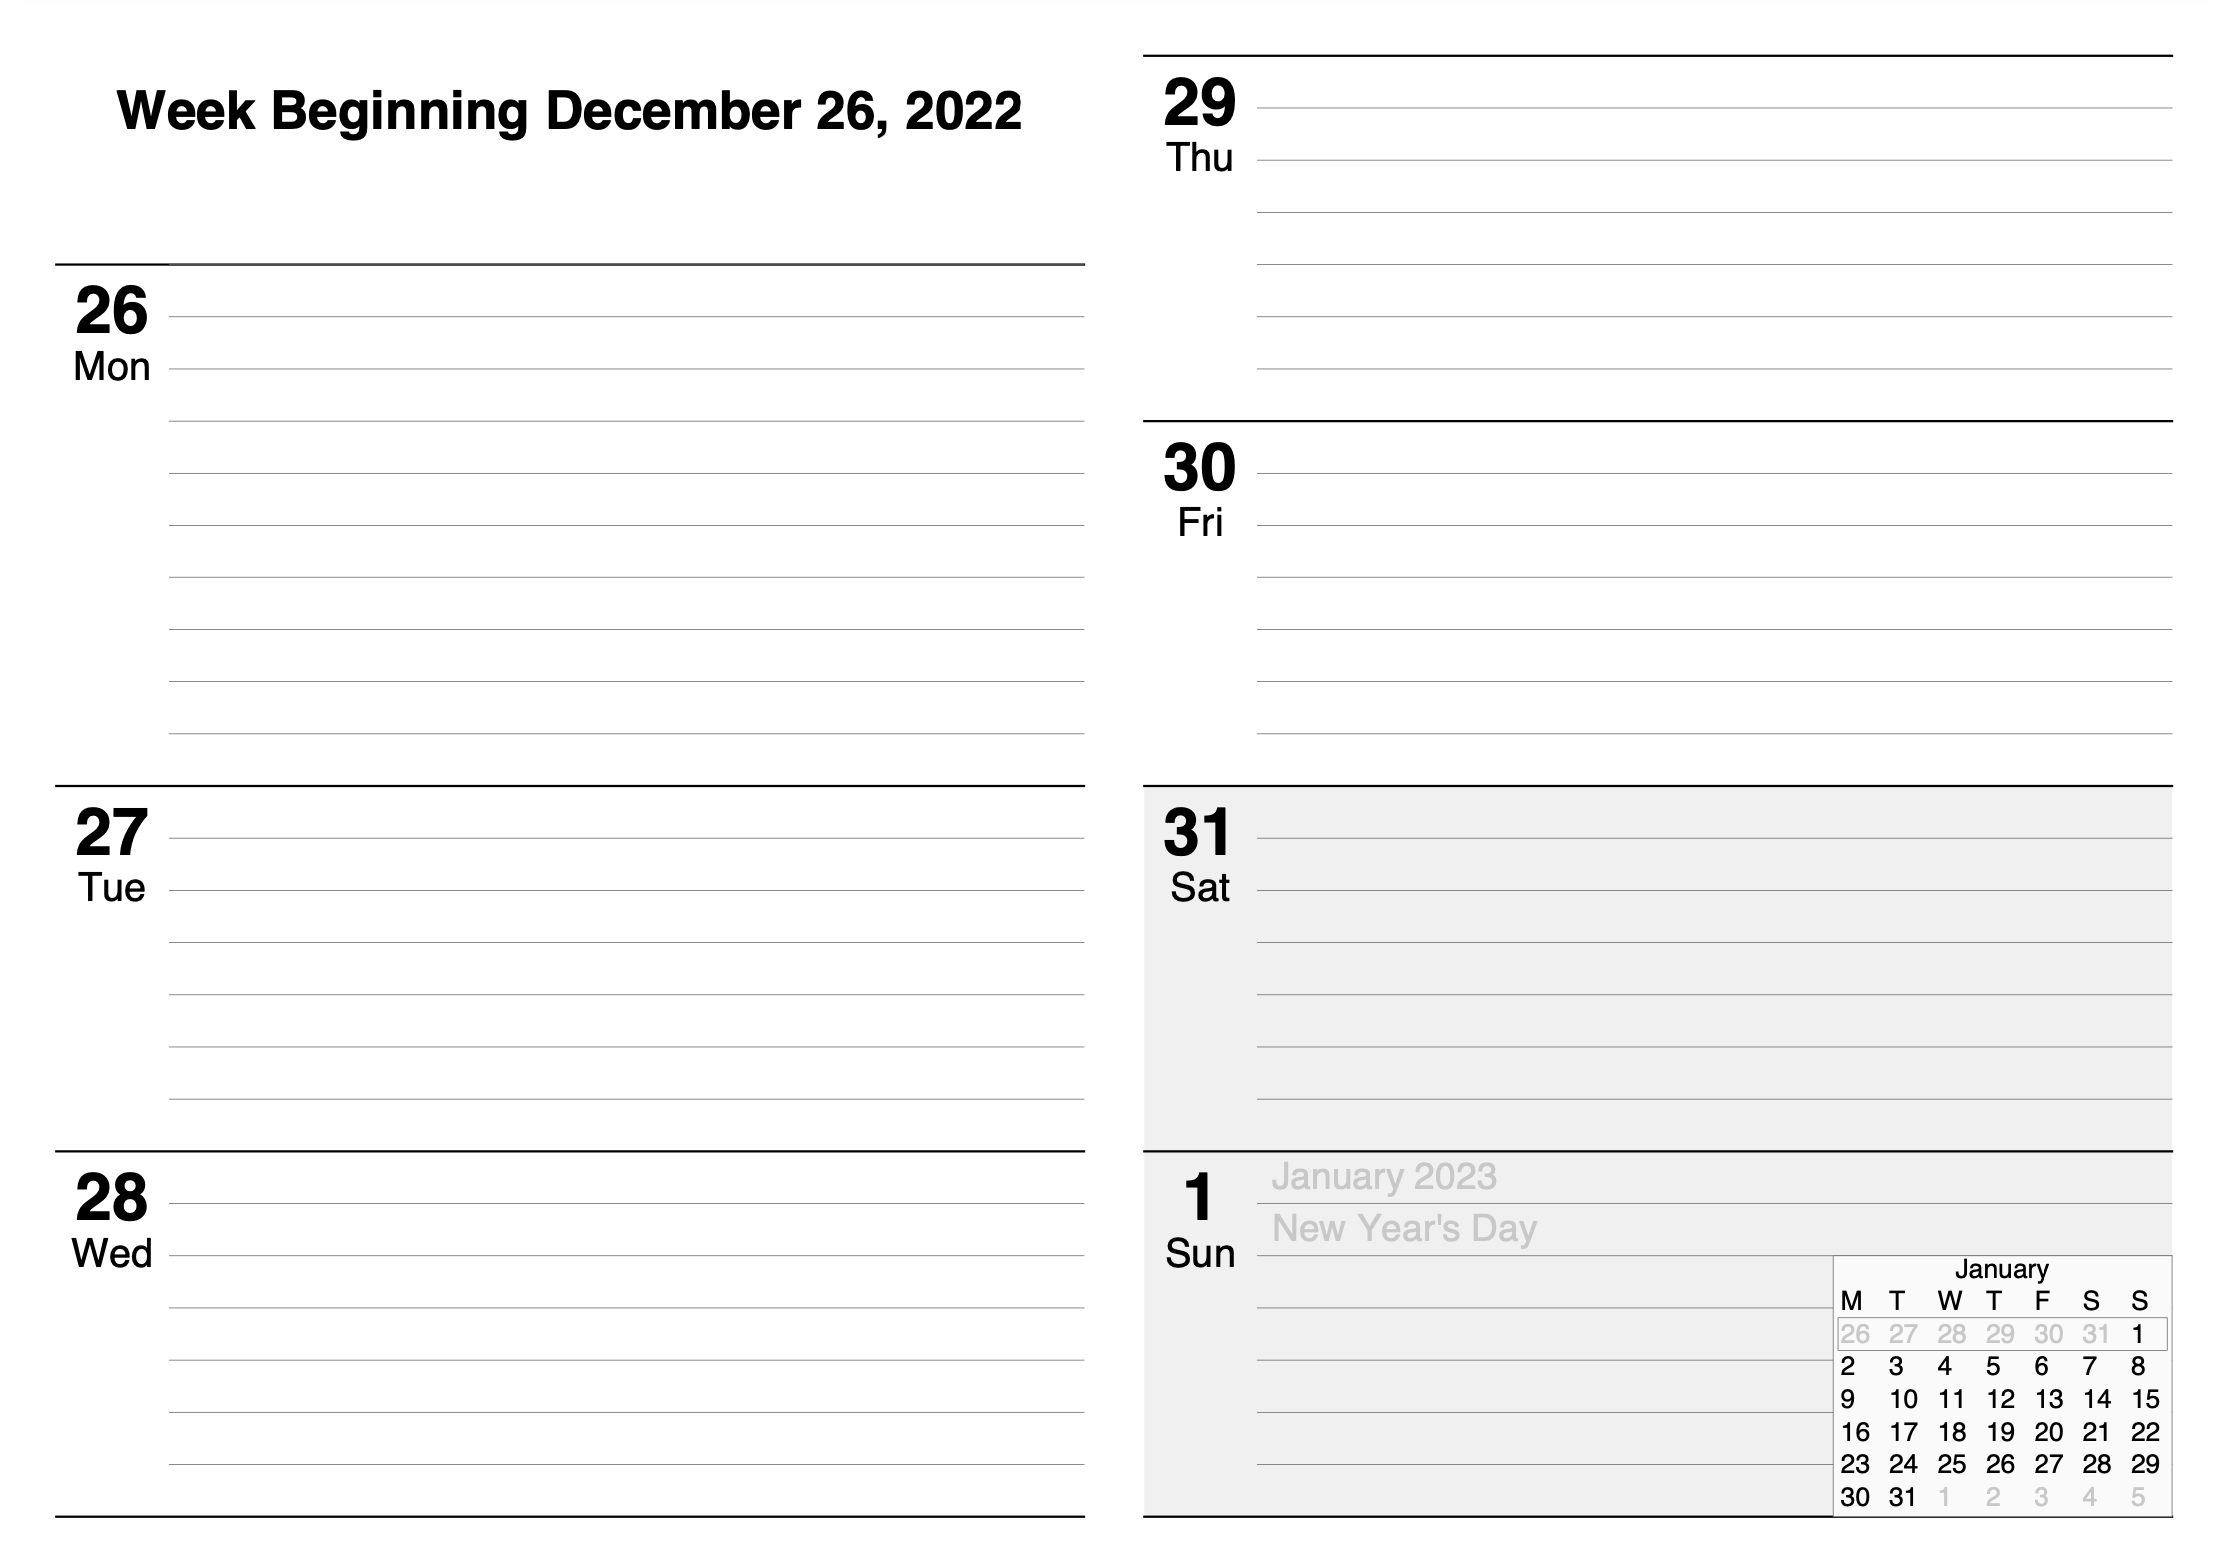 Week Beginning December 26, 2022
26
Mon
27
Tue
28
Wed
29
Thu
30
Fri
31
Sat
1
Sun
January 2023
New Year's Day
January
M T W T F S S
26 27 28 29 30 31 1
2 3 4 5 6 7 8
9 10 11 12 13 14 15
16 17 18 19 20 21 22
23 24 25 26 27 28 29
30 31 1 2 3 4 5